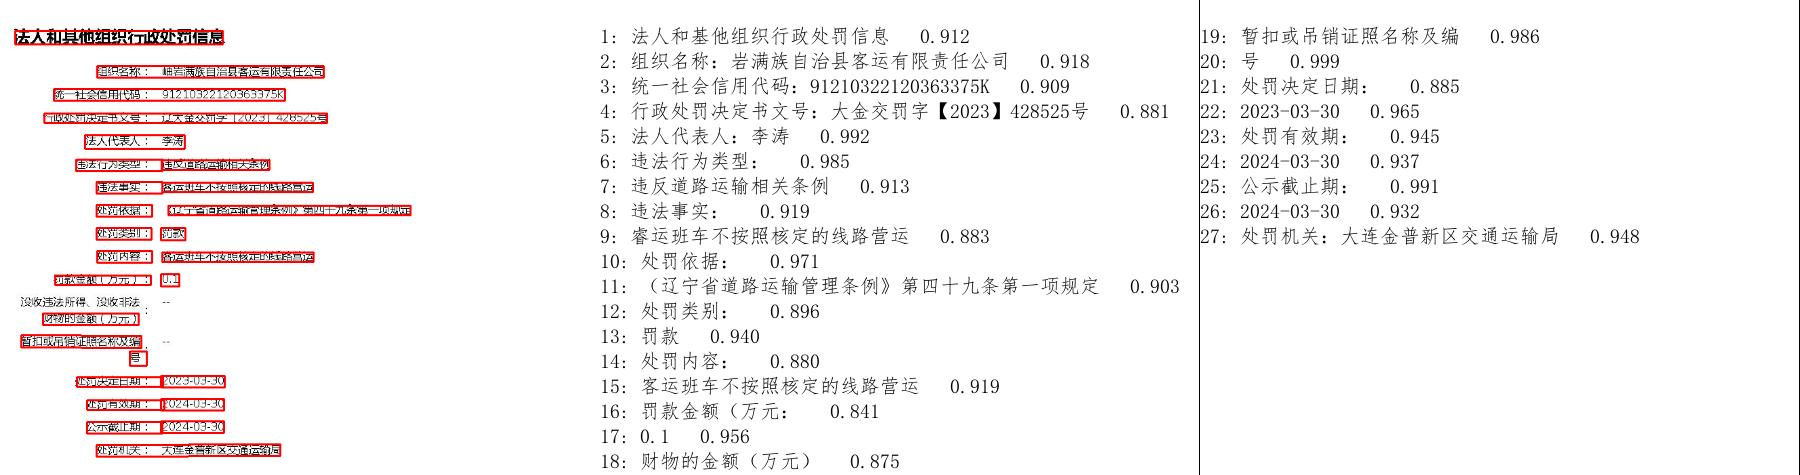 法人和其他组织行政处罚信息
组织名称： 岫岩满族自治县客运有限责任公司
统一社会信用代码： 91210322120363375K
行政处罚决定书文号： 辽大金交罚字【2023】428525号
法人代表人： 李涛
违法行为类型： 违反道路运输相关条例
违法事实： 客运班车不按照核定的线路营运
处罚依据： 《辽宁省道路运输管理条例》第四十九条第一项规定
处罚类别： 罚款
处罚内容： 客运班车不按照核定的线路营运
罚款金额（万元）： 0.1
没收违法所得、没收非法
财物的金额（万元）： --
暂扣或吊销证照名称及编
号： --
处罚决定日期： 2023-03-30
处罚有效期： 2024-03-30
公示截止期： 2024-03-30
处罚机关： 大连金普新区交通运输局
1: 法人和基他组织行政处罚信息 0.912
2: 组织名称: 岩满族自治县客运有限责任公司 0.918
3: 统一社会信用代码: 91210322120363375K 0.909
4: 行政处罚决定书文号: 大金交罚字【2023】428525号 0.881
5: 法人代表人: 李涛 0.992
6: 违法行为类型: 0.985
7: 违反道路运输相关条例 0.913
8: 违法事实: 0.919
9: 睿运班车不按照核定的线路营运 0.883
10: 处罚依据: 0.971
11: （辽宁省道路运输管理条例》第四十九条第一项规定 0.903
12: 处罚类别: 0.896
13: 罚款 0.940
14: 处罚内容: 0.880
15: 客运班车不按照核定的线路营运 0.919
16: 罚款金额（万元: 0.841
17: 0.1 0.956
18: 财物的金额（万元） 0.875
19: 暂扣或吊销证照名称及编 0.986
20: 号 0.999
21: 处罚决定日期: 0.885
22: 2023-03-30 0.965
23: 处罚有效期: 0.945
24: 2024-03-30 0.937
25: 公示截止期: 0.991
26: 2024-03-30 0.932
27: 处罚机关: 大连金普新区交通运输局 0.948